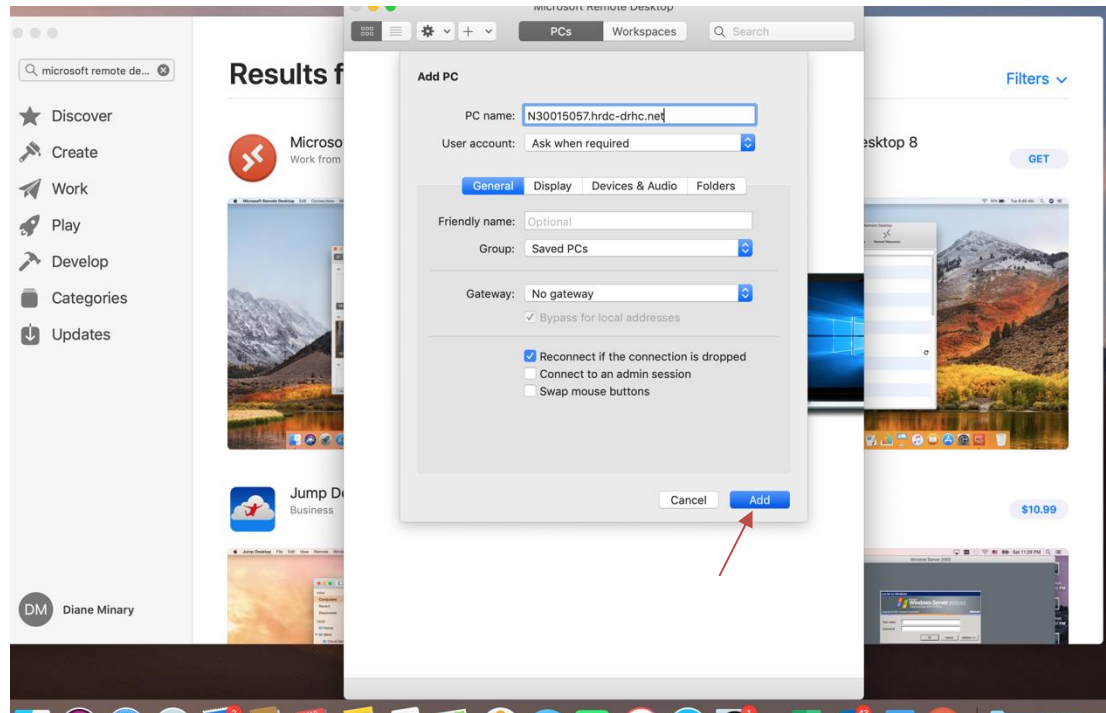 Microsoft Remote Desktop
PCs
Workspaces
Search
microsoft remote de...
Discover
Create
Work
Play
Develop
Categories
Updates
DM
Diane Minary
Results f
Filters
Microso
Work from
esktop 8
GET
Jump De
Business
$10.99
Add PC
PC name: N30015057.hrdc-drhc.net
User account: Ask when required
General Display Devices & Audio Folders
Friendly name: Optional
Group: Saved PCs
Gateway: No gateway
Bypass for local addresses
Reconnect if the connection is dropped
Connect to an admin session
Swap mouse buttons
Cancel Add